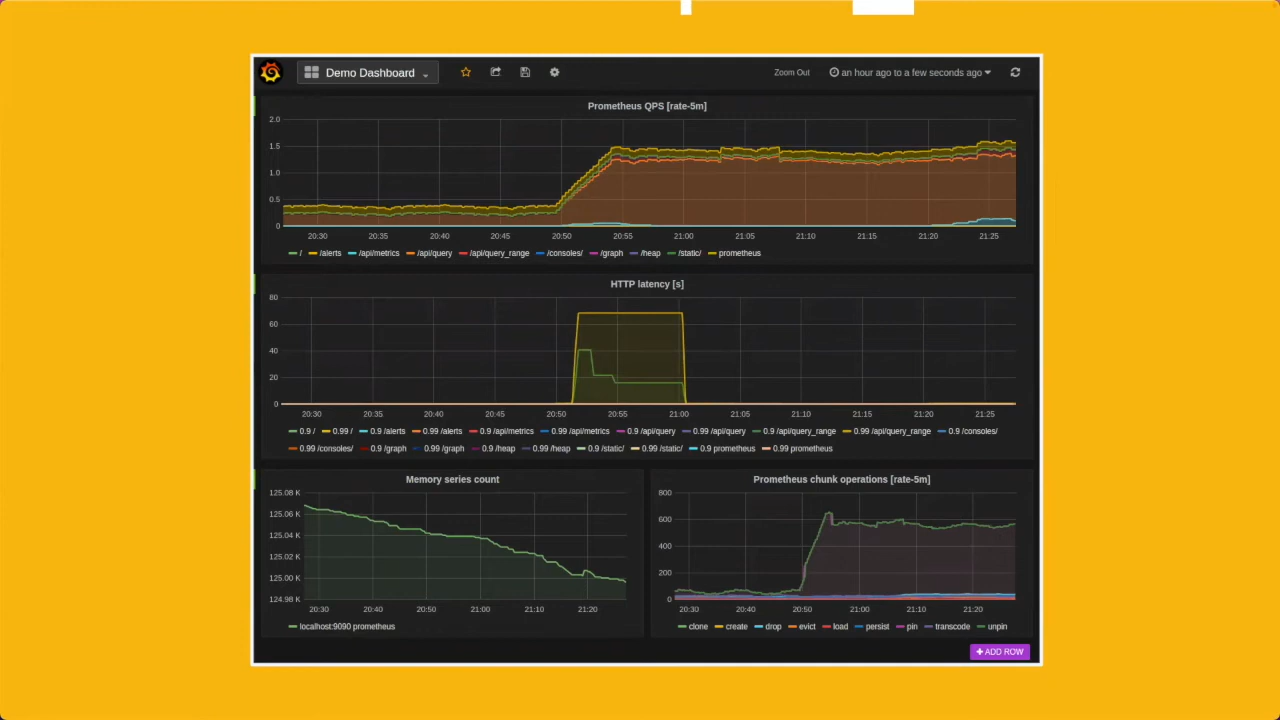 Demo Dashboard
Zoom Out
an hour ago to a few seconds ago
Prometheus QPS [rate-5m]
2.0
1.5
1.0
0.5
0
20:30 20:35 20:40 20:45 20:50 20:55 21:00 21:05 21:10 21:15 21:20 21:25
/ /alerts /api/metrics /api/query /api/query_range /consoles/ /graph /heap /static/ prometheus
HTTP latency [s]
80
60
40
20
0
20:30 20:35 20:40 20:45 20:50 20:55 21:00 21:05 21:10 21:15 21:20 21:25
0.9 / 0.99 / 0.9 /alerts 0.99 /alerts 0.9 /api/metrics 0.99 /api/metrics 0.9 /api/query 0.99 /api/query 0.9 /api/query_range 0.99 /api/query_range 0.9 /consoles/
0.99 /consoles/ 0.9 /graph 0.99 /graph 0.9 /heap 0.99 /heap 0.9 /static/ 0.99 /static/ 0.9 prometheus 0.99 prometheus
Memory series count
125.08 K
125.06 K
125.04 K
125.02 K
125.00 K
124.98 K
20:30 20:40 20:50 21:00 21:10 21:20
localhost:9090 prometheus
Prometheus chunk operations [rate-5m]
800
600
400
200
0
20:30 20:40 20:50 21:00 21:10 21:20
clone create drop evict load persist pin transcode unpin
ADD ROW